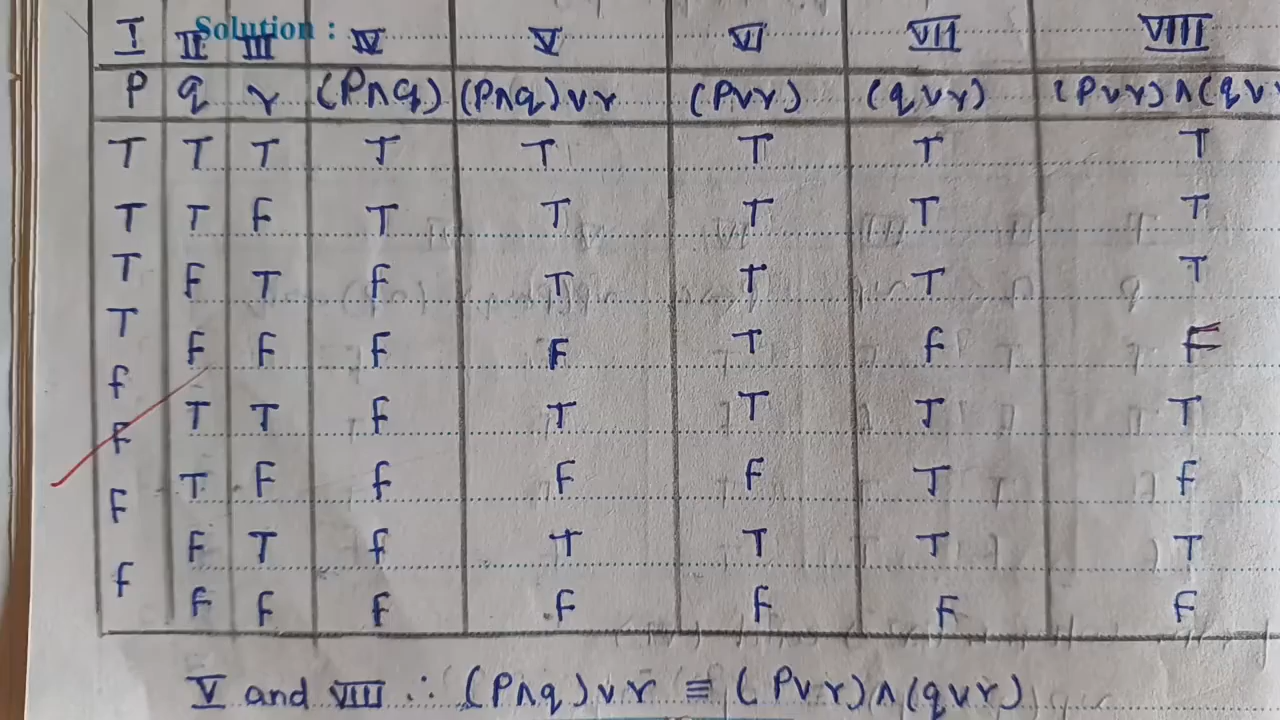 Solution :
I II III IV V VI VII VIII
P q r (P∧q) (P∧q)∨r (P∨r) (q∨r) (P∨r)∧(q∨
T T T T T T T T
T T F T T T T T
T F T F T T T T
T F F F F T F F
F T T F T T T T
F T F F F F T F
F F T F T T T T
F F F F F F F F
V and VIII ∴ (P∧q)∨r ≡ (P∨r)∧(q∨r)